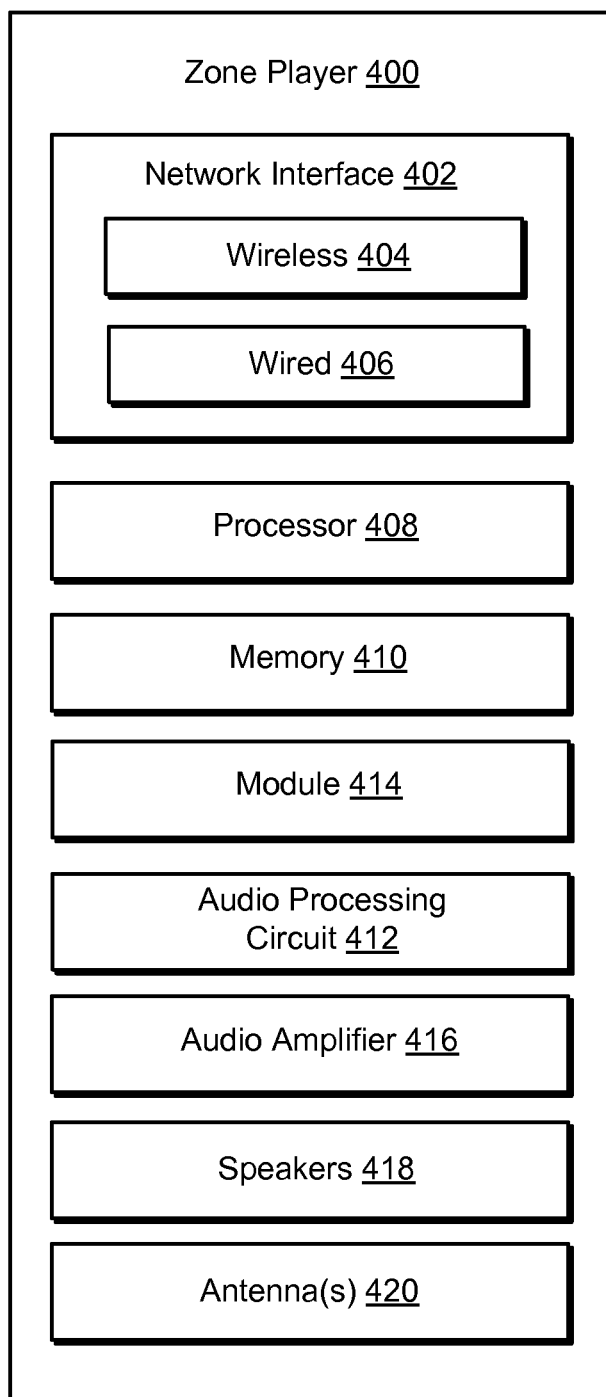 Zone Player 400
Network Interface 402
Wireless 404
Wired 406
Processor 408
Memory 410
Module 414
Audio Processing
Circuit 412
Audio Amplifier 416
Speakers 418
Antenna(s) 420